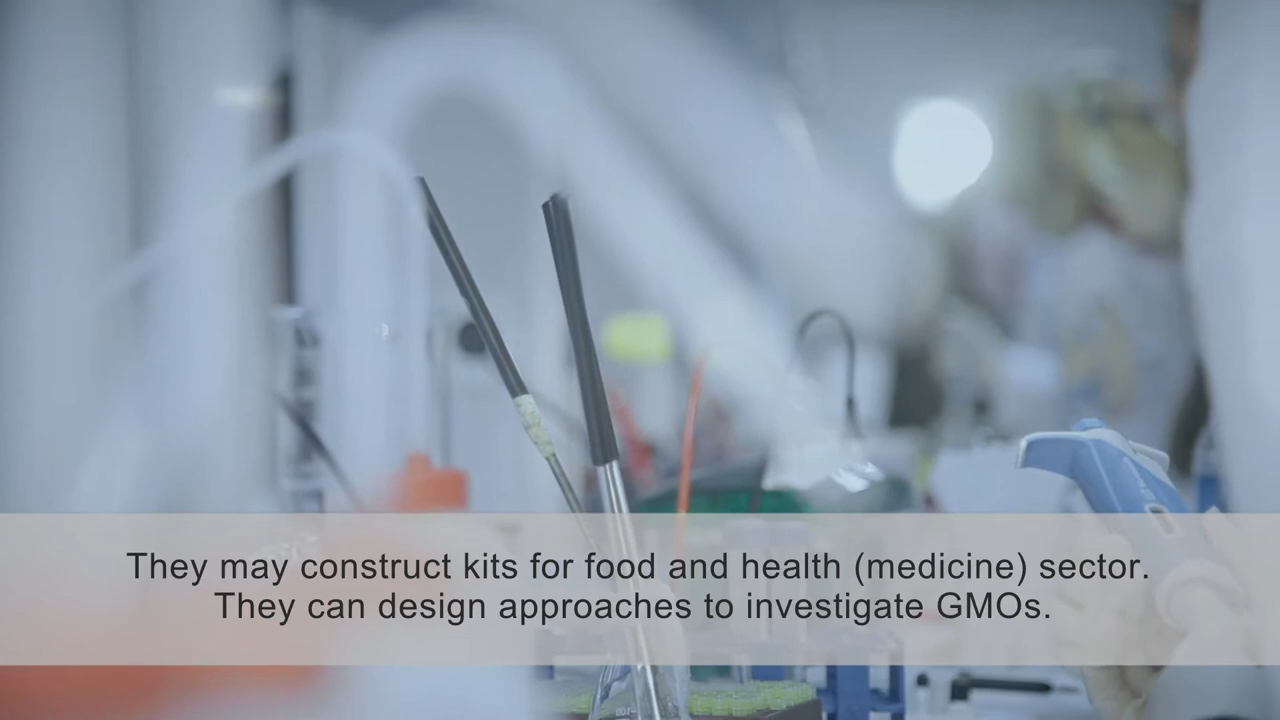 They may construct kits for food and health (medicine) sector.
They can design approaches to investigate GMOs.